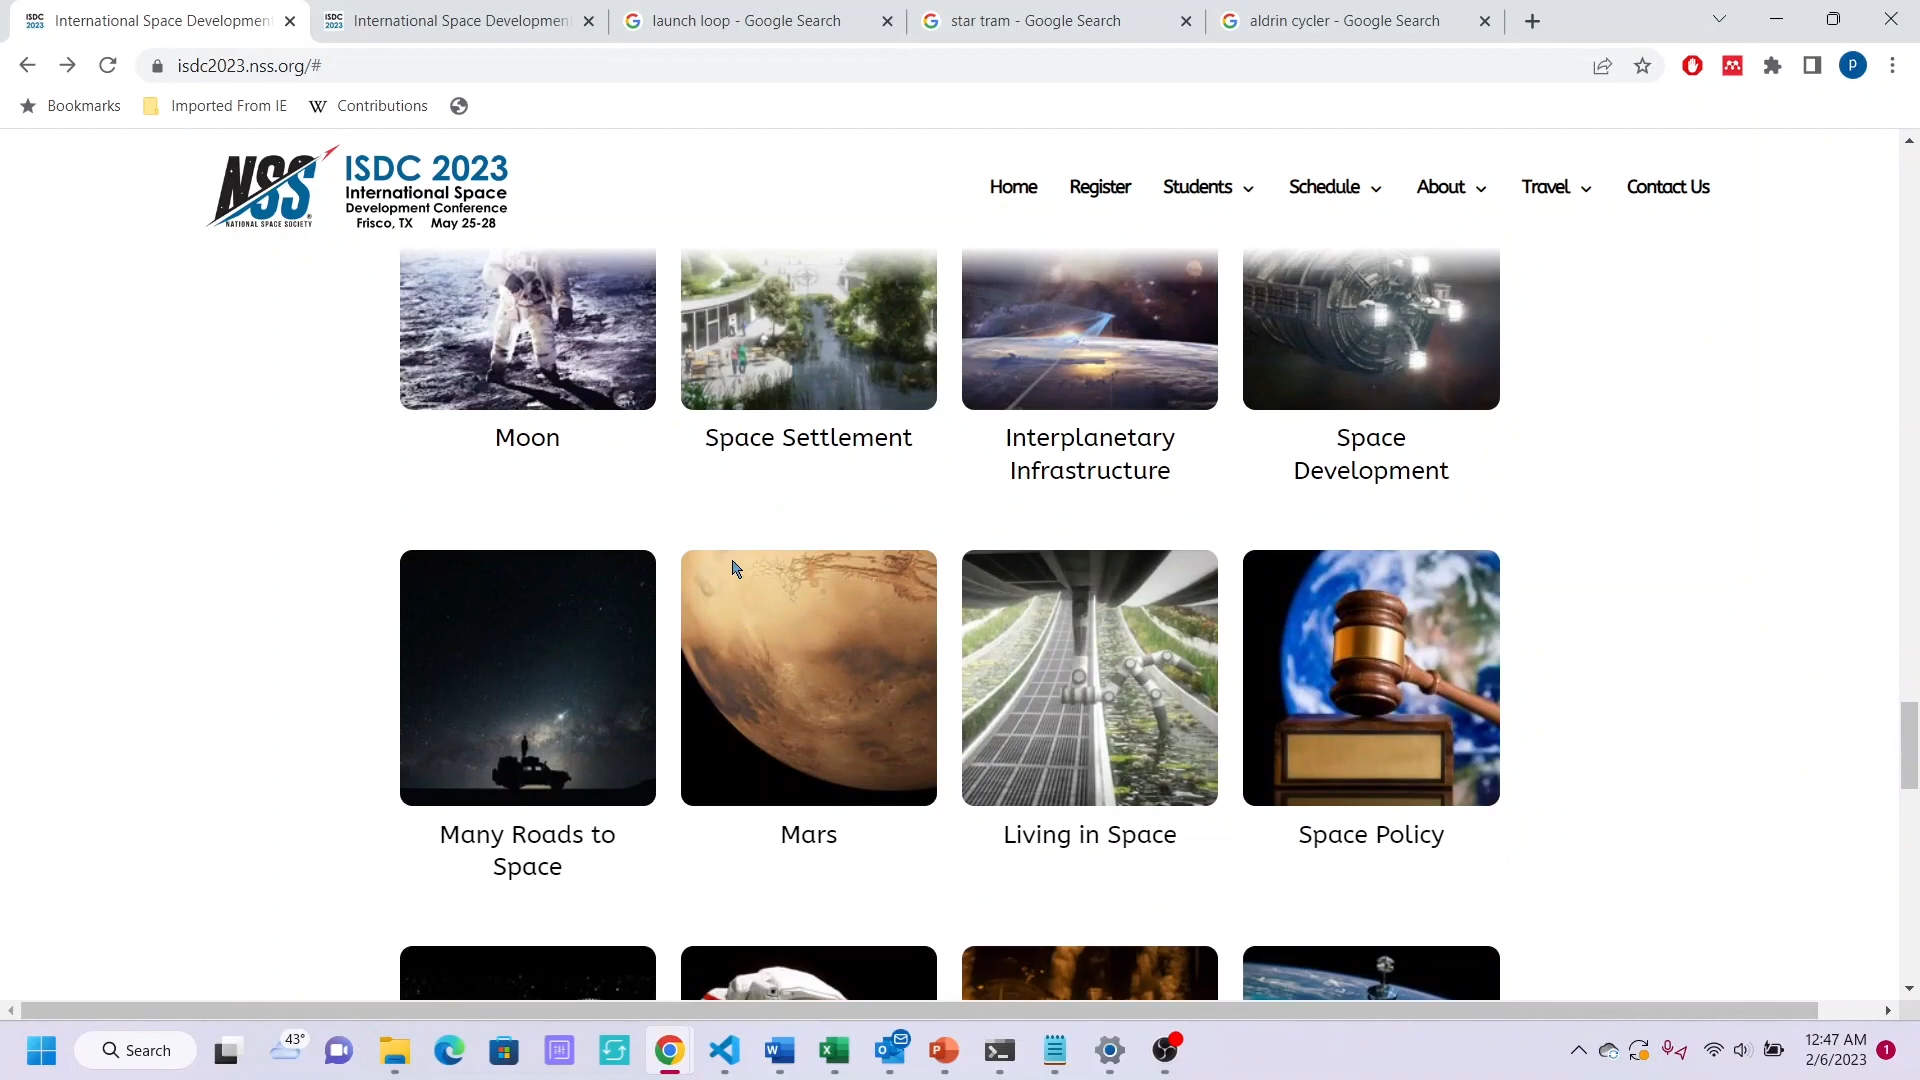 International Space Development
International Space Development
launch loop - Google Search
star tram - Google Search
aldrin cycler - Google Search
isdc2023.nss.org/#
P
Bookmarks
Imported From IE
W Contributions
NSS
NATIONAL SPACE SOCIETY
ISDC 2023
International Space
Development Conference
Frisco, TX May 25-28
Home
Register
Students
Schedule
About
Travel
Contact Us
Moon
Space Settlement
Interplanetary
Infrastructure
Space
Development
Many Roads to
Space
Mars
Living in Space
Space Policy
Search
43°
12:47 AM
2/6/2023
1